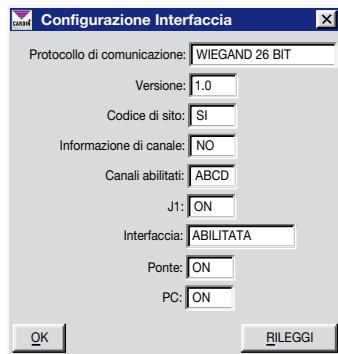 CARDIN Configurazione Interfaccia
Protocollo di comunicazione: WIEGAND 26 BIT
Versione: 1.0
Codice di sito: SI
Informazione di canale: NO
Canali abilitati: ABCD
J1: ON
Interfaccia: ABILITATA
Ponte: ON
PC: ON
OK RILEGGI